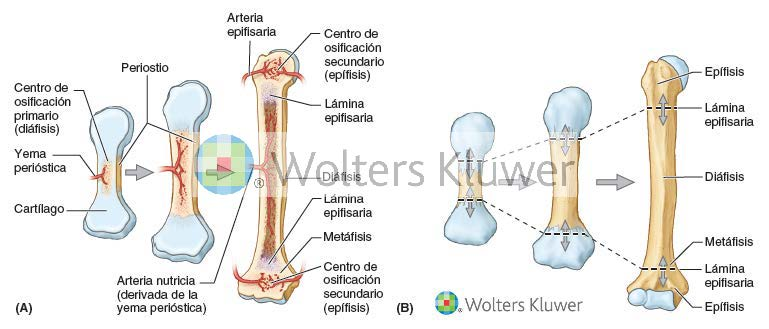 Arteria
epifisaria
Centro de
osificación
secundario
(epífisis)
Periostio
Centro de
osificación
primario
(diáfisis)
Lámina
epifisaria
Yema
perióstica
Diáfisis
Cartílago
Lámina
epifisaria
Metáfisis
Arteria nutricia
(derivada de la
yema perióstica)
Centro de
osificación
secundario
(epífisis)
(A)
Wolters Kluwer
®
Epífisis
Lámina
epifisaria
Diáfisis
Metáfisis
Lámina
epifisaria
Epífisis
(B)
Wolters Kluwer